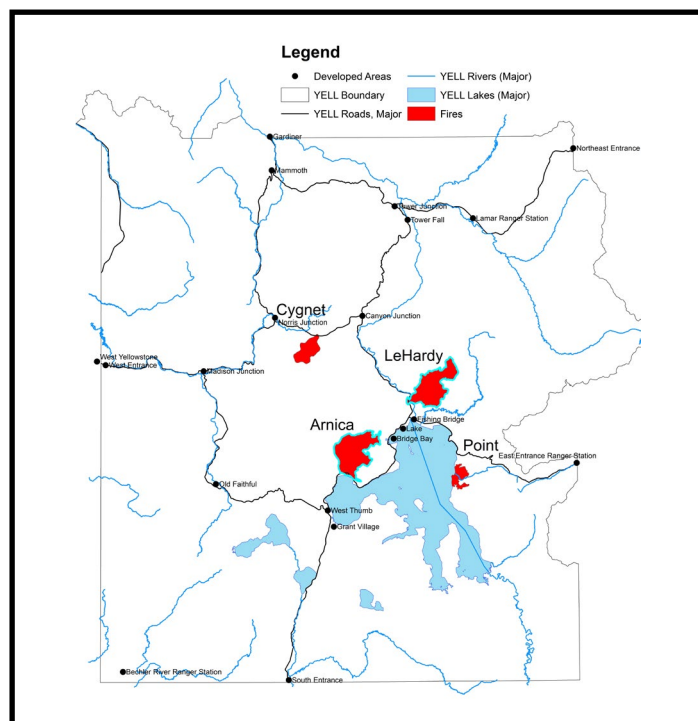 Legend
Developed Areas
YELL Rivers (Major)
YELL Boundary
YELL Lakes (Major)
YELL Roads, Major
Fires
Gardiner
Northeast Entrance
Mammoth
Tower Junction
Lamar Ranger Station
Tower Fall
Cygnet
Canyon Junction
Norris Junction
LeHardy
West Yellowstone
West Entrance
Madison Junction
Arnica
Fishing Bridge
Lake
Bridge Bay
Point
East Entrance Ranger Station
Old Faithful
West Thumb
Grant Village
Bechler River Ranger Station
South Entrance